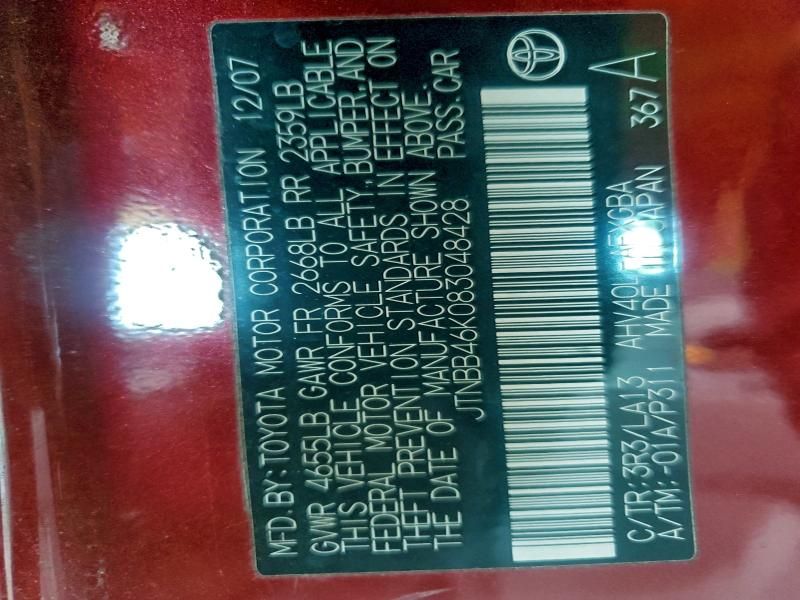 MFD.BY:TOYOTA MOTOR CORPORATION 12/07
GVWR 4655LB GAWR FR 2668LB RR 2359LB
THIS VEHICLE CONFORMS TO ALL APPLICABLE
FEDERAL MOTOR VEHICLE SAFETY,BUMPER,AND
THEFT PREVENTION STANDARDS IN EFFECT ON
THE DATE OF MANUFACTURE SHOWN ABOVE.
JTNBB46K083048428 PASS.CAR
C/TR:3R3/LA13
A/TM:-01A/P311 MADE JAPAN 367 A